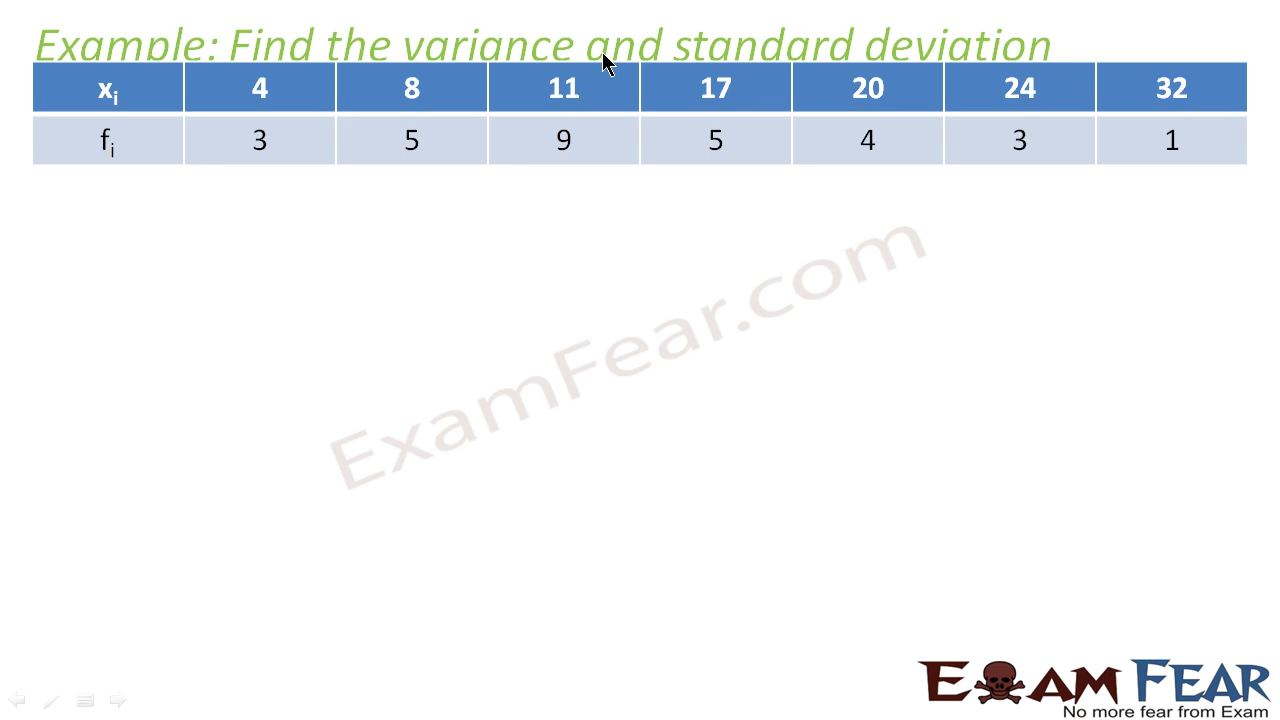 Example: Find the variance and standard deviation
xi 4 8 11 17 20 24 32
fi 3 5 9 5 4 3 1
ExamFear.com
EXAM FEAR
No more fear from Exam